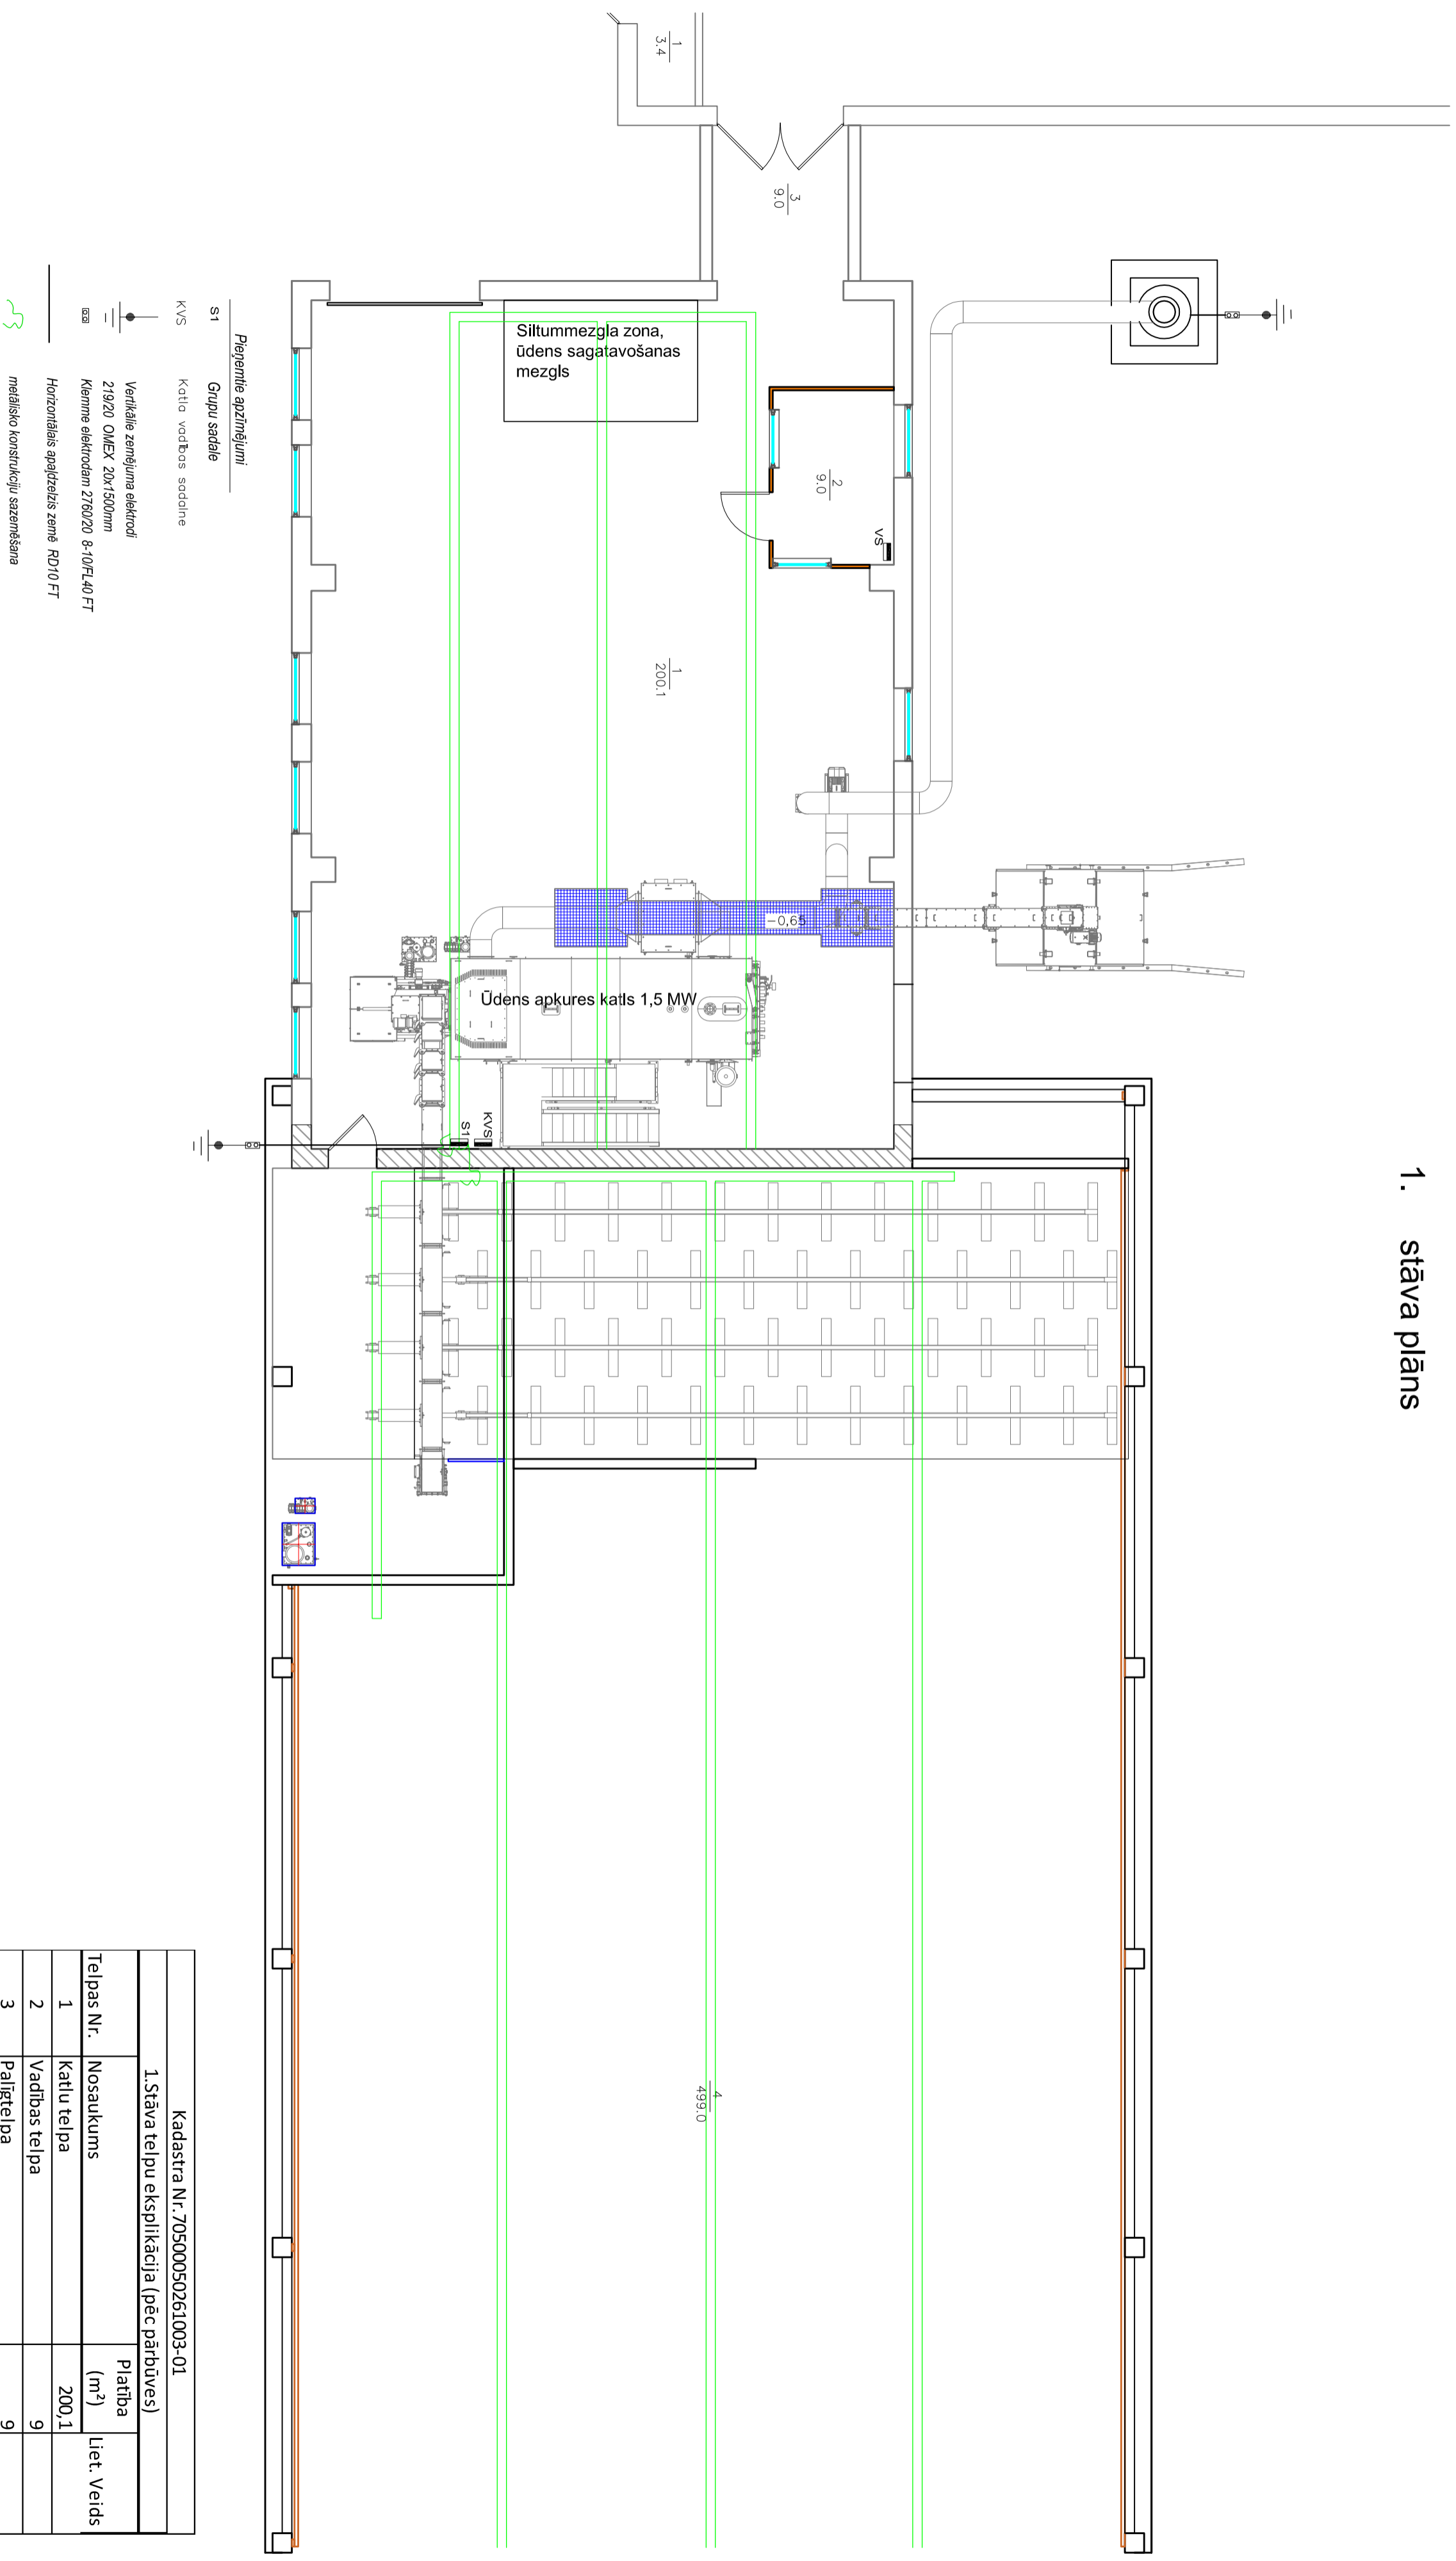 1. stāva plāns
1
3.4
3
9.0
Siltummezgla zona,
ūdens sagatavošanas
mezgls
2
9.0
VS
1
200.1
-0,65
Ūdens apkures katls 1,5 MW
S1
KVS
4
499.0
Pieņemtie apzīmējumi
S1 Grupu sadale
KVS Katla vadības sadalne
Vertikālie zemējuma elektrodi
219/20 OMEX 20x1500mm
Klemme elektrodam 2760/20 8-10/FL40 FT
Horizontālais apaļdzelzis zemē RD10 FT
metālisko konstrukciju sazemēšana
Kadastra Nr.70500050261003-01
1.Stāva telpu eksplikācija (pēc pārbūves)
Telpas Nr. Nosaukums Platība (m²) Liet. Veids
1 Katlu telpa 200,1
2 Vadības telpa 9
3 Palīgtelpa 9